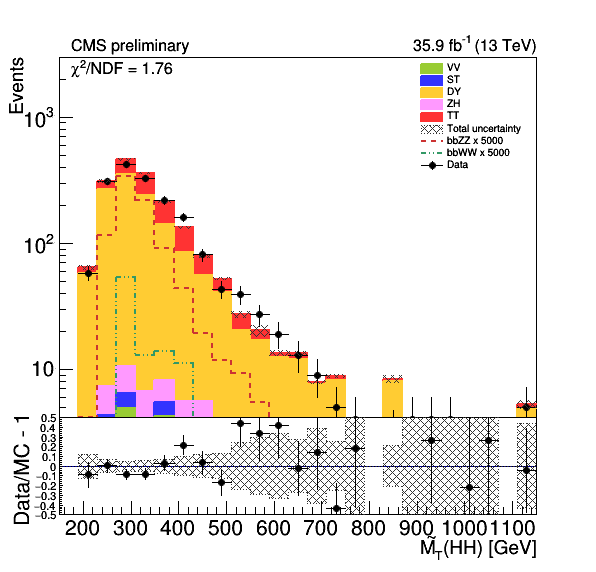 CMS preliminary 35.9 fb⁻¹ (13 TeV)
χ²/NDF = 1.76
Events
VV
ST
DY
ZH
TT
Total uncertainty
bbZZ x 5000
bbWW x 5000
Data
10³
10²
10
Data/MC - 1
0.5
0.4
0.3
0.2
0.1
0
−0.1
−0.2
−0.3
−0.4
−0.5
200 300 400 500 600 700 800 900 1000 1100
M̃_T(HH) [GeV]